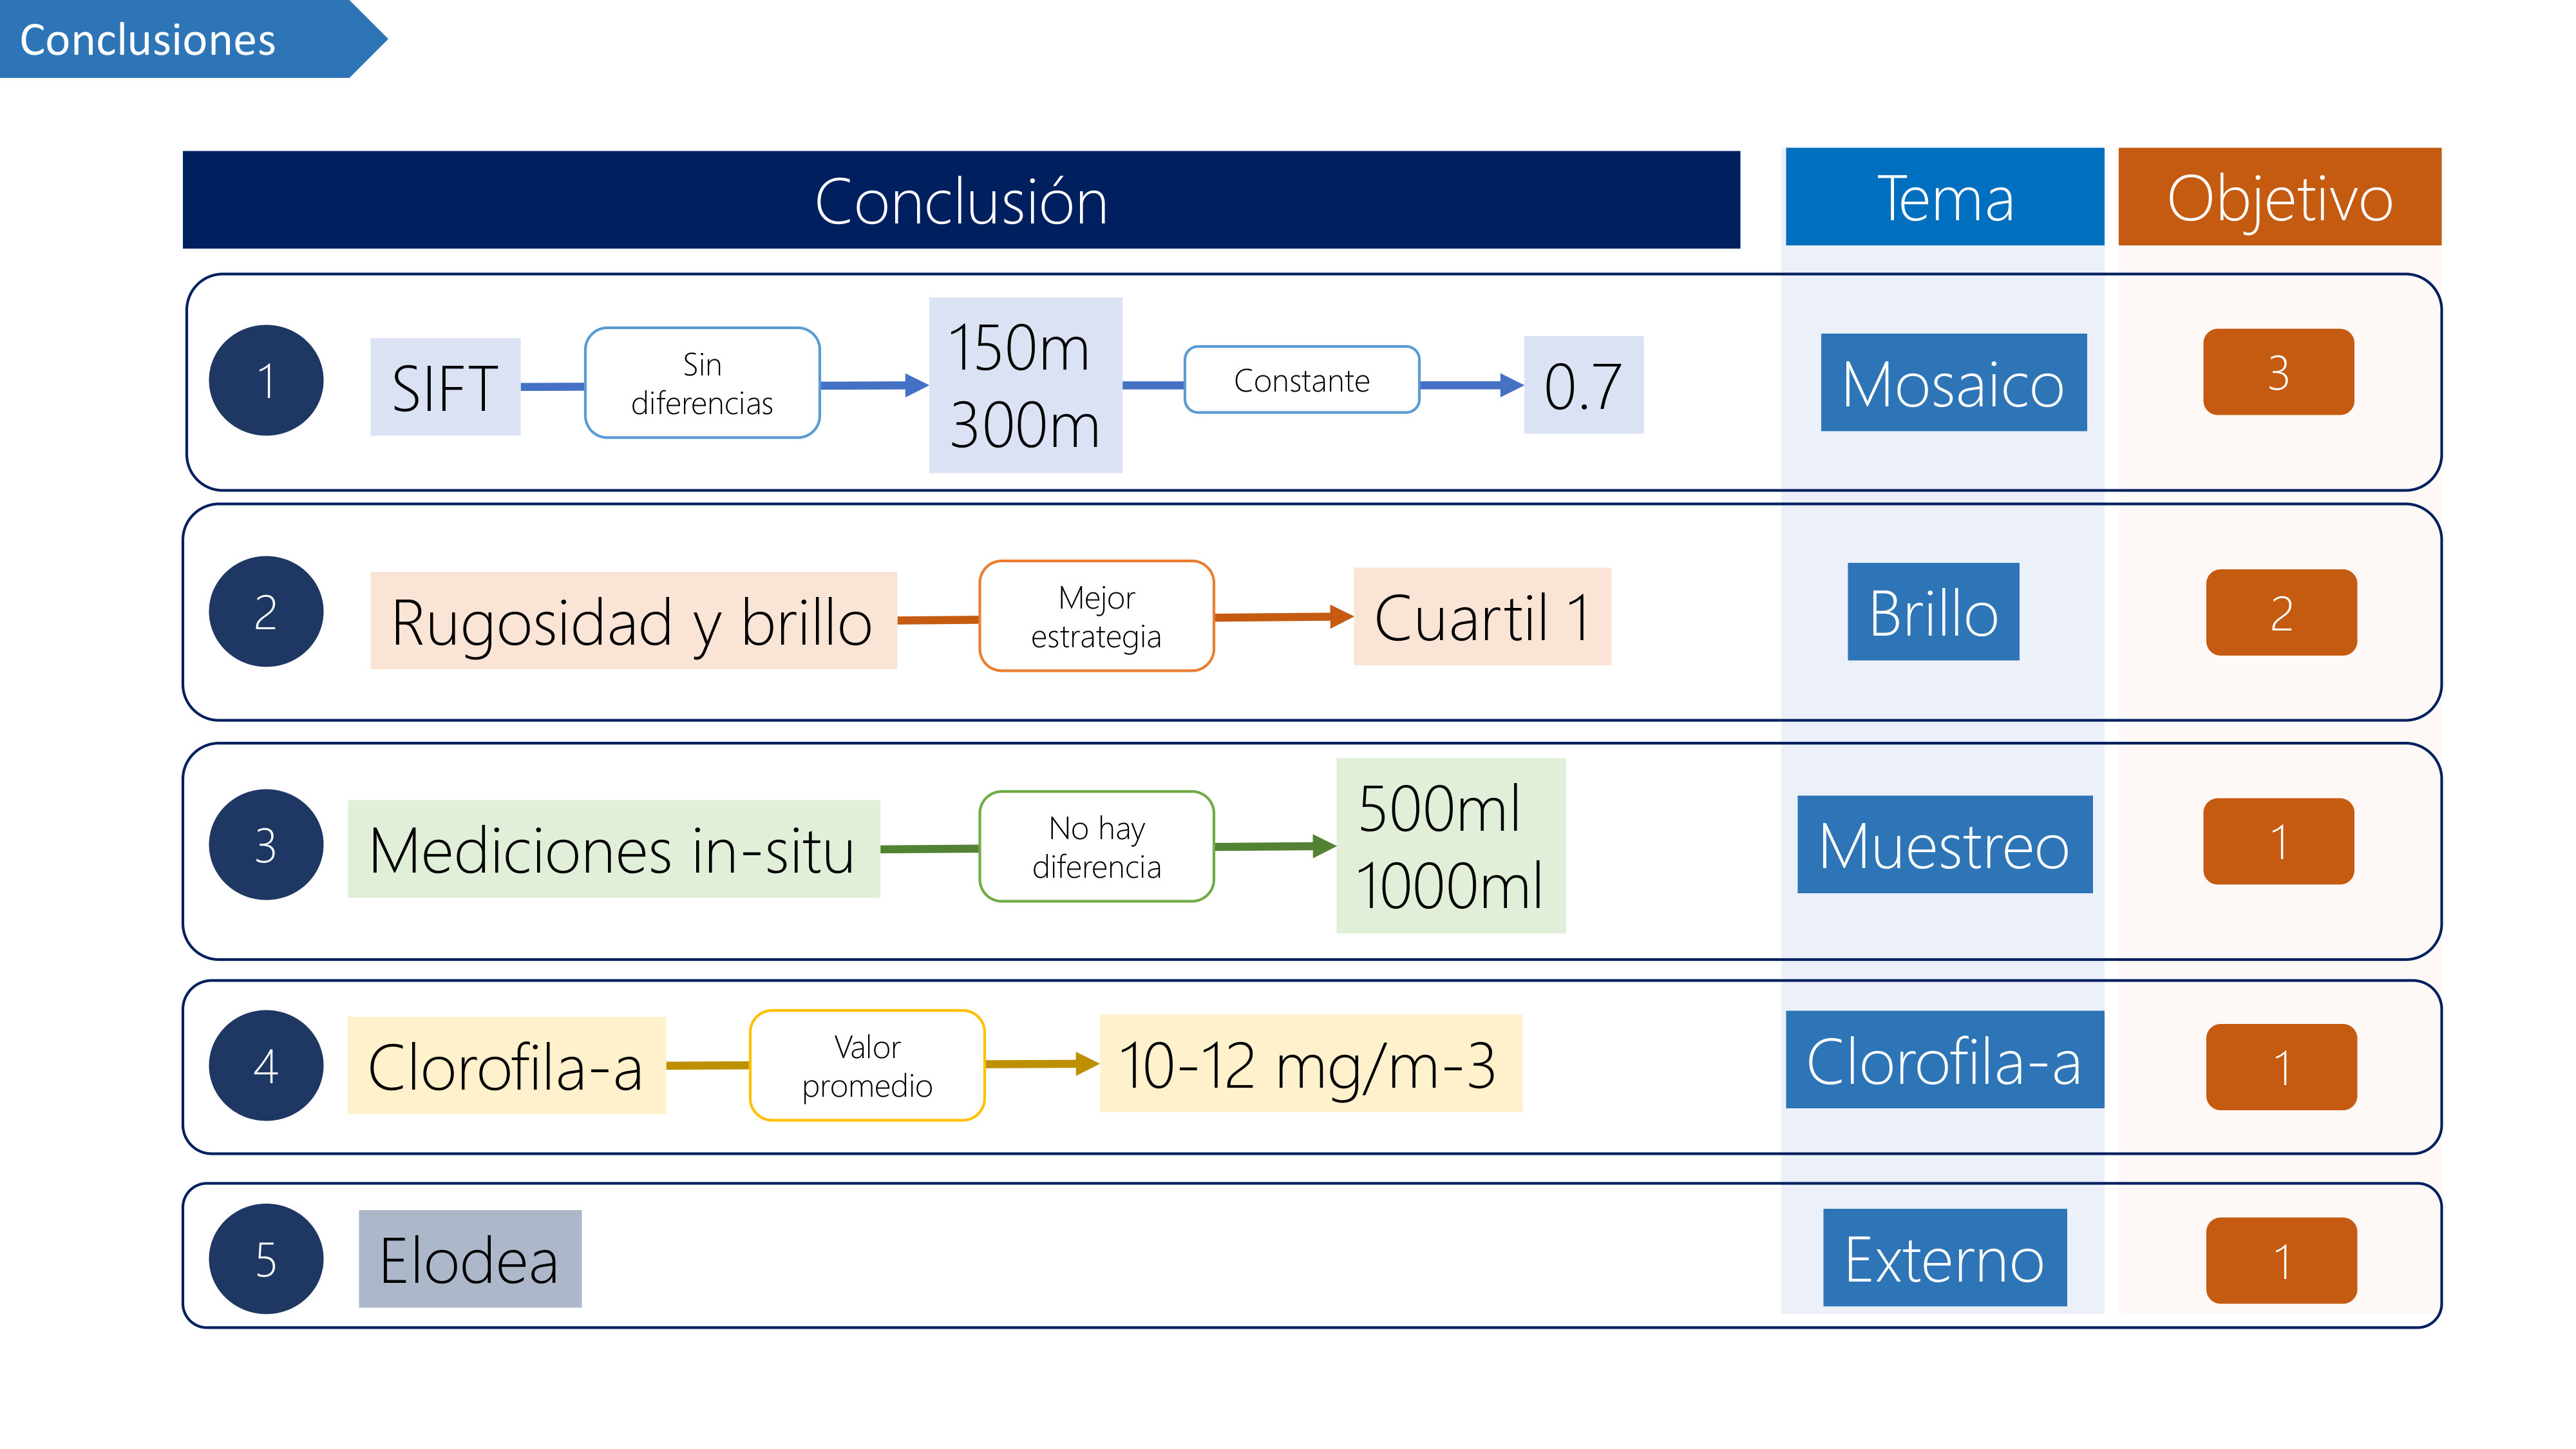 Conclusiones
Conclusión
Tema
Objetivo
1
SIFT
Sin
diferencias
150m
300m
Constante
0.7
Mosaico
3
2
Rugosidad y brillo
Mejor
estrategia
Cuartil 1
Brillo
2
3
Mediciones in-situ
No hay
diferencia
500ml
1000ml
Muestreo
1
4
Clorofila-a
Valor
promedio
10-12 mg/m-3
Clorofila-a
1
5
Elodea
Externo
1